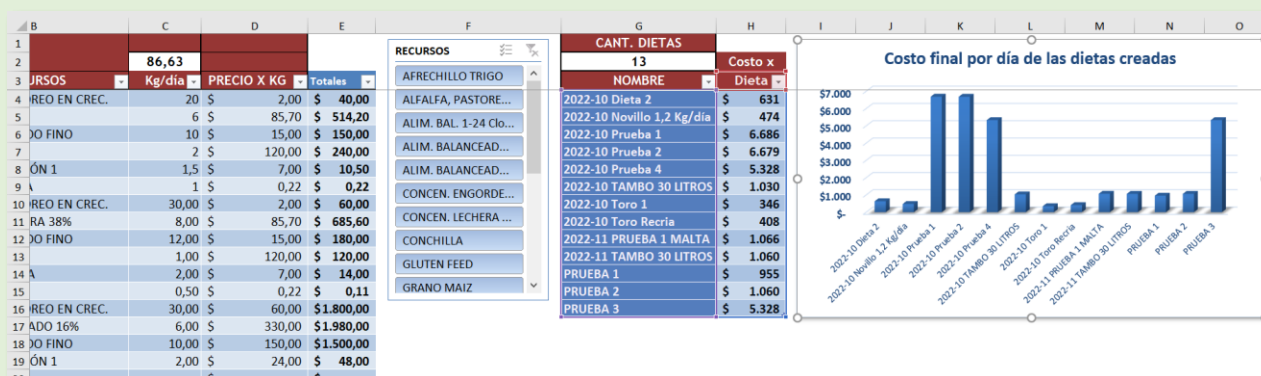 B C D E F G H I J K L M N O
1 CANT. DIETAS
2 86,63 13 Costo x
3 URSOS Kg/día PRECIO X KG Totales NOMBRE Dieta
4 REO EN CREC. 20 $ 2,00 $ 40,00 2022-10 Dieta 2 $ 631
5 6 $ 85,70 $ 514,20 2022-10 Novillo 1,2 Kg/día $ 474
6 DO FINO 10 $ 15,00 $ 150,00 2022-10 Prueba 1 $ 6.686
7 2 $ 120,00 $ 240,00 2022-10 Prueba 2 $ 6.679
8 ÓN 1 1,5 $ 7,00 $ 10,50 2022-10 Prueba 4 $ 5.328
9 1 $ 0,22 $ 0,22 2022-10 TAMBO 30 LITROS $ 1.030
10 REO EN CREC. 30,00 $ 2,00 $ 60,00 2022-10 Toro 1 $ 346
11 RA 38% 8,00 $ 85,70 $ 685,60 2022-10 Toro Recria $ 408
12 DO FINO 12,00 $ 15,00 $ 180,00 2022-11 PRUEBA 1 MALTA $ 1.066
13 1,00 $ 120,00 $ 120,00 2022-11 TAMBO 30 LITROS $ 1.060
14 2,00 $ 7,00 $ 14,00 PRUEBA 1 $ 955
15 0,50 $ 0,22 $ 0,11 PRUEBA 2 $ 1.060
16 REO EN CREC. 30,00 $ 60,00 $1.800,00 PRUEBA 3 $ 5.328
17 ADO 16% 6,00 $ 330,00 $1.980,00
18 DO FINO 10,00 $ 150,00 $1.500,00
19 ÓN 1 2,00 $ 24,00 $ 48,00
RECURSOS
AFRECHILLO TRIGO
ALFALFA, PASTORE...
ALIM. BAL. 1-24 Clo...
ALIM. BALANCEAD...
ALIM. BALANCEAD...
CONCEN. ENGORDE...
CONCEN. LECHERA ...
CONCHILLA
GLUTEN FEED
GRANO MAIZ
Costo final por día de las dietas creadas
$7.000
$6.000
$5.000
$4.000
$3.000
$2.000
$1.000
$-
2022-10 Dieta 2
2022-10 Novillo 1,2 Kg/día
2022-10 Prueba 1
2022-10 Prueba 2
2022-10 Prueba 4
2022-10 TAMBO 30 LITROS
2022-10 Toro 1
2022-10 Toro Recria
2022-11 PRUEBA 1 MALTA
2022-11 TAMBO 30 LITROS
PRUEBA 1
PRUEBA 2
PRUEBA 3